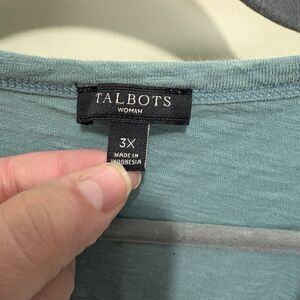 TALBOTS
WOMAN
3X
MADE IN
INDONESIA